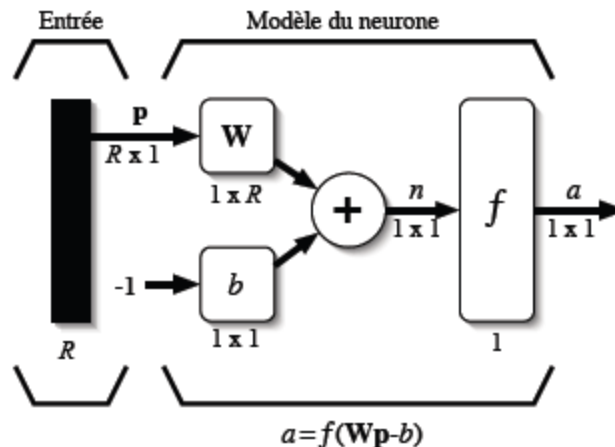 Entrée
Modèle du neurone
p
R x 1
W
1 x R
+
n
1 x 1
f
a
1 x 1
-1
b
1 x 1
R
1
a=f(Wp-b)